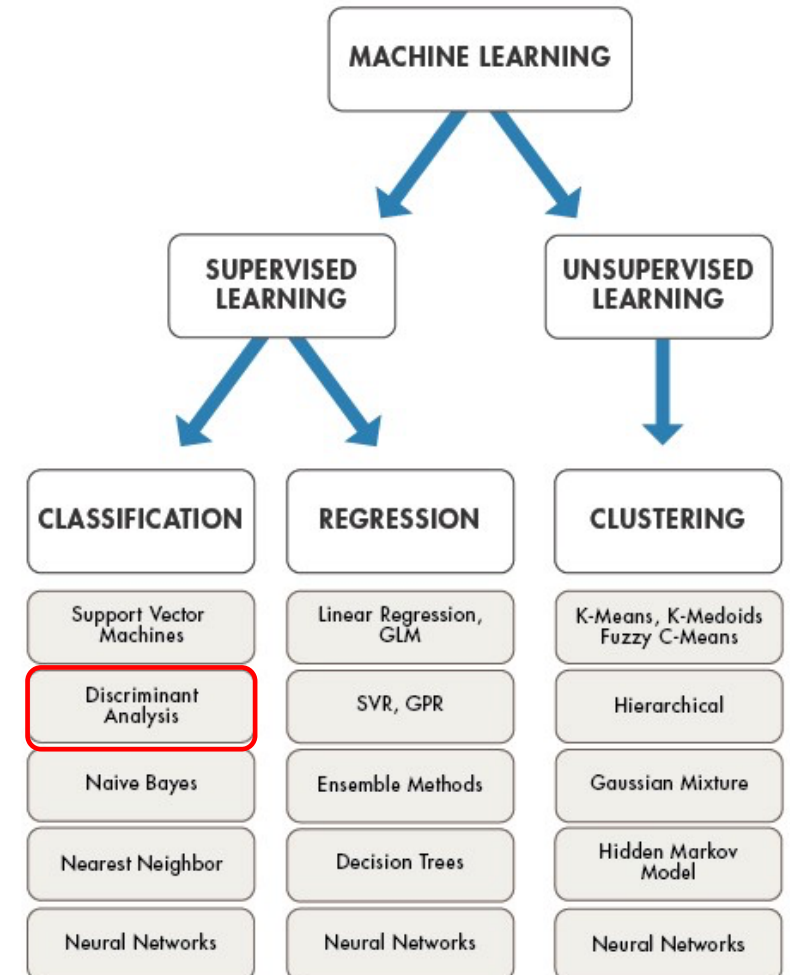 MACHINE LEARNING
SUPERVISED
LEARNING
UNSUPERVISED
LEARNING
CLASSIFICATION
REGRESSION
CLUSTERING
Support Vector
Machines
Linear Regression,
GLM
K-Means, K-Medoids
Fuzzy C-Means
Discriminant
Analysis
SVR, GPR
Hierarchical
Naive Bayes
Ensemble Methods
Gaussian Mixture
Nearest Neighbor
Decision Trees
Hidden Markov
Model
Neural Networks
Neural Networks
Neural Networks